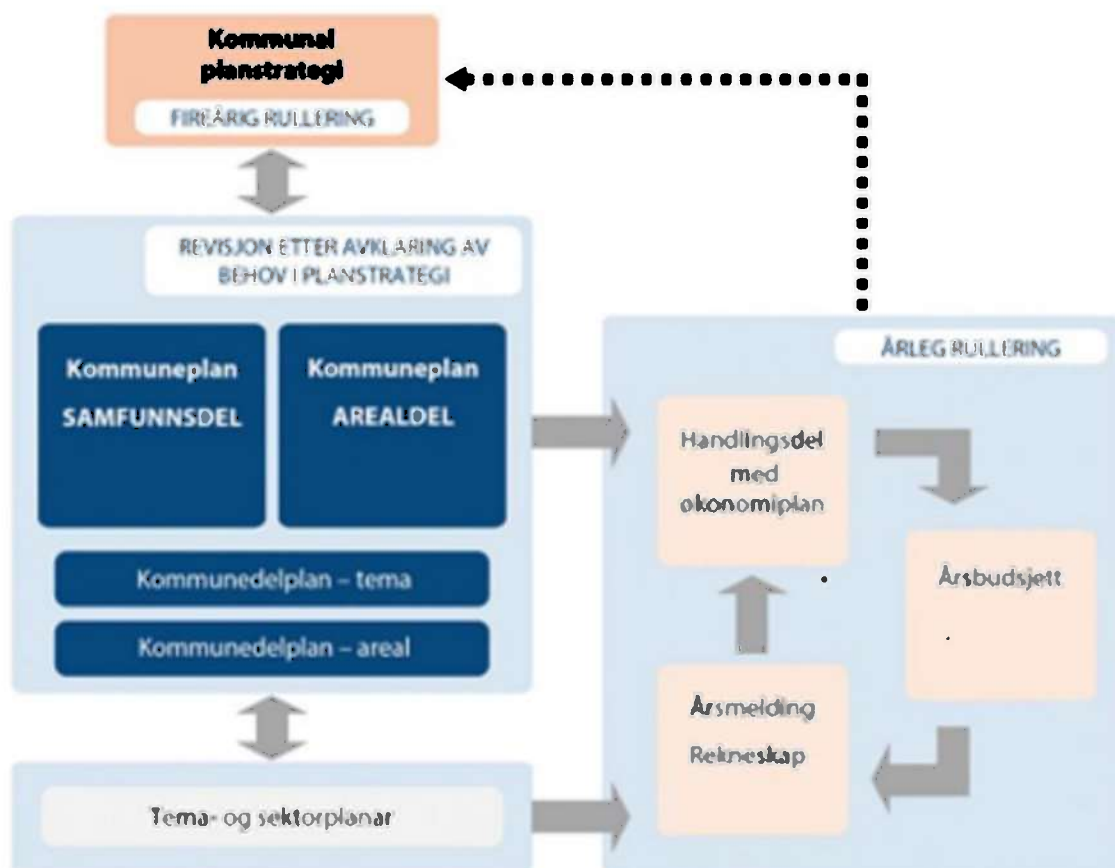 Kommunal
planstrategi
FIREÅRIG RULLERING
REVISJON ETTER AVKLARING AV
BEHOV I PLANSTRATEGI
Kommuneplan
SAMFUNNSDEL
Kommuneplan
AREALDEL
Kommunedelplan – tema
Kommunedelplan – areal
Tema- og sektorplanar
ÅRLEG RULLERING
Handlingsdel
med
økonomiplan
Årsbudsjett
Årsmelding
Rekneskap